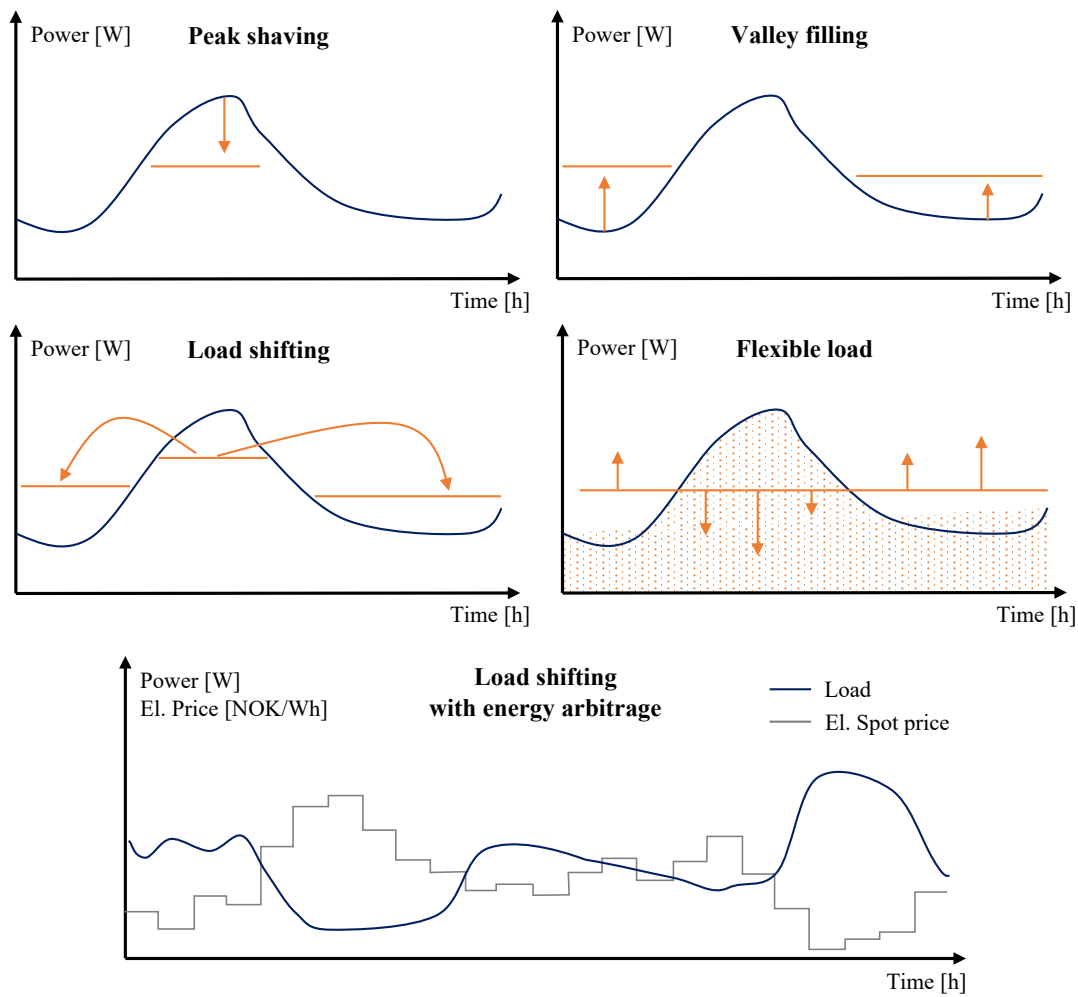 Power [W]
Peak shaving
Time [h]
Power [W]
Valley filling
Time [h]
Power [W]
Load shifting
Time [h]
Power [W]
Flexible load
Time [h]
Power [W]
El. Price [NOK/Wh]
Load shifting
with energy arbitrage
Load
El. Spot price
Time [h]